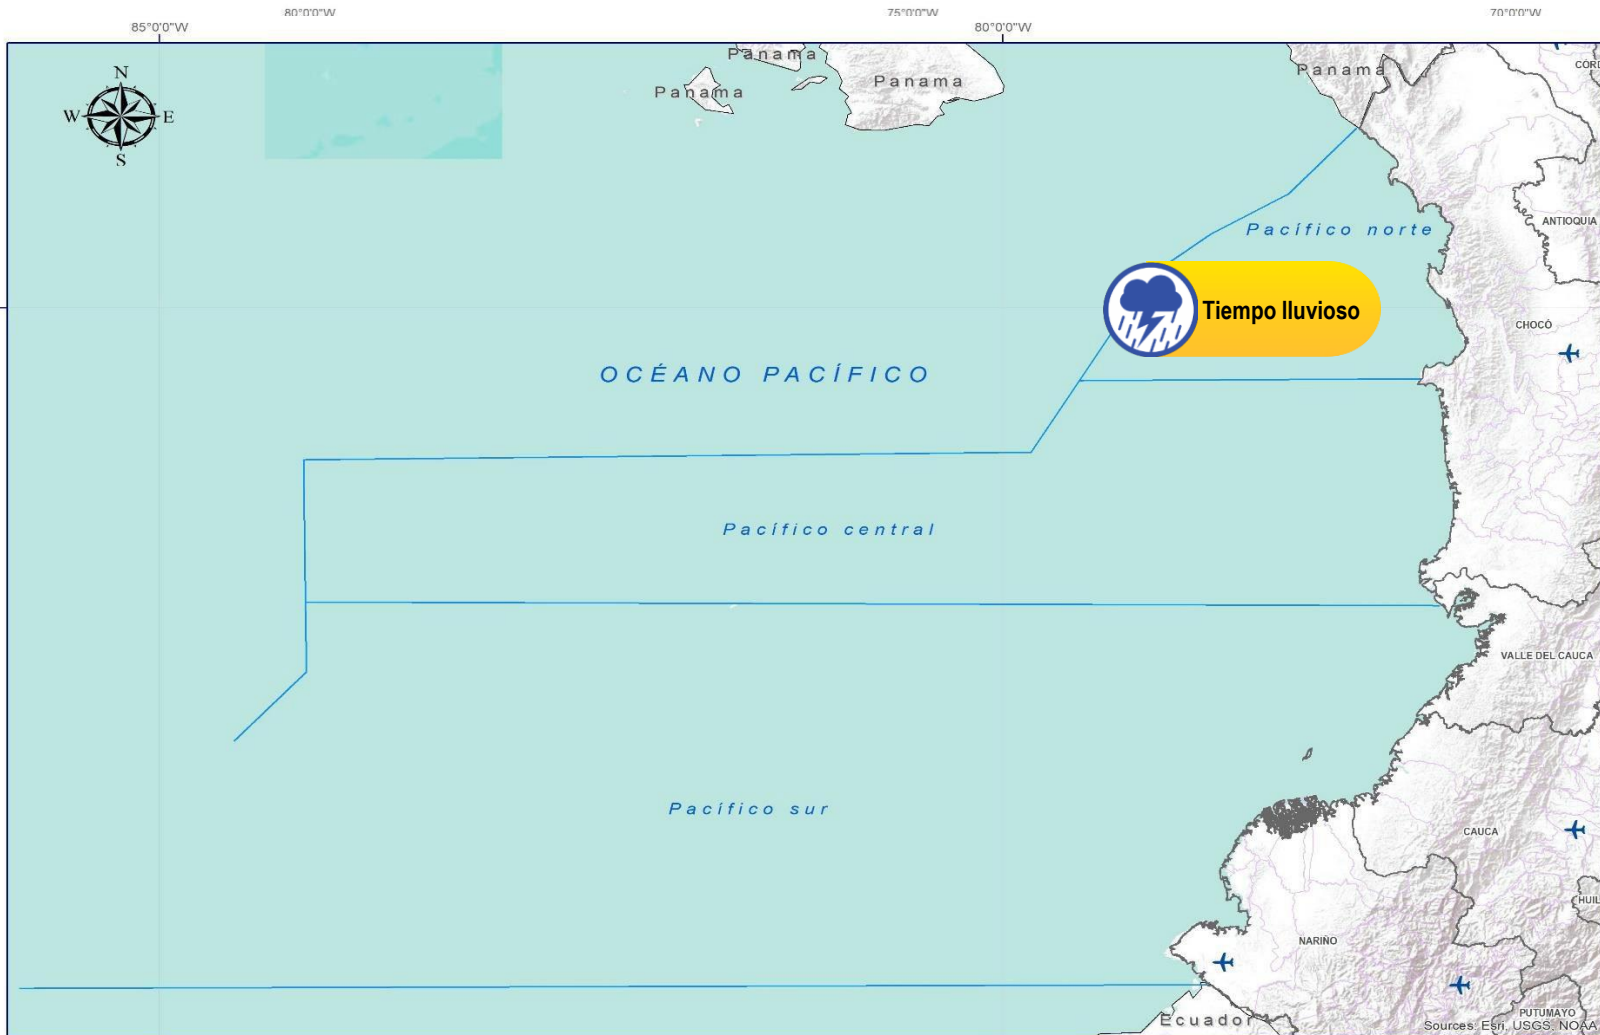 80°0'0"W 75°0'0"W 70°0'0"W
85°0'0"W 80°0'0"W
N
W E
S
Panama
Panama
Panama
Panama
ANTIOQUIA
Pacífico norte
Tiempo lluvioso
CHOCÓ
OCÉANO PACÍFICO
Pacífico central
VALLE DEL CAUCA
Pacífico sur
CAUCA
HUIL
NARIÑO
PUTUMAYO
Ecuador
Sources: Esri, USGS, NOAA